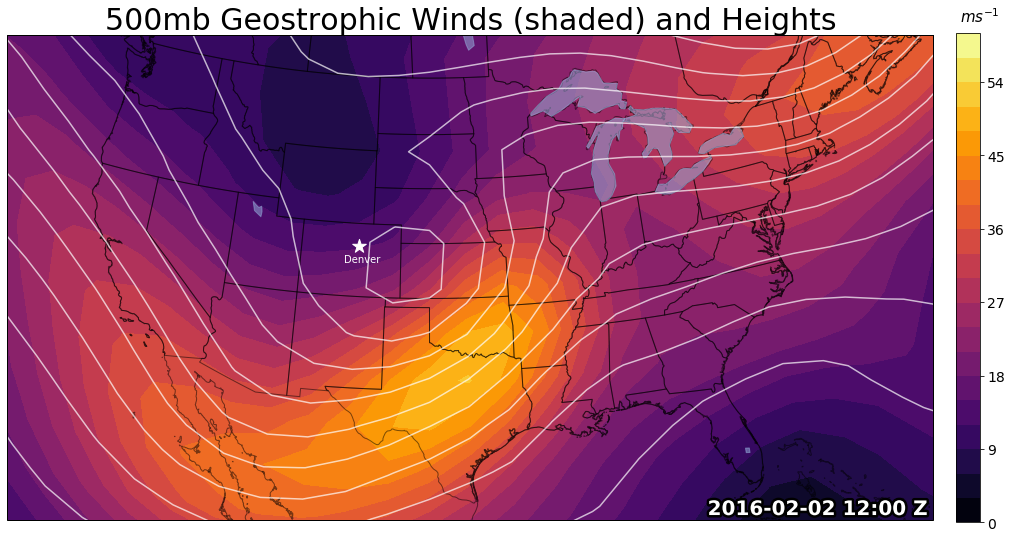 500mb Geostrophic Winds (shaded) and Heights
ms⁻¹
54
45
36
27
18
9
0
Denver
2016-02-02 12:00 Z